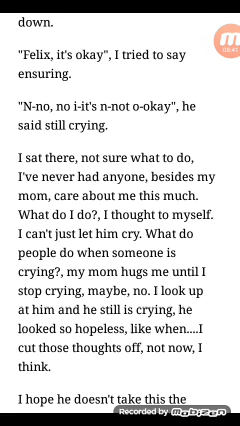 down.
"Felix, it's okay", I tried to say
ensuring.
"N-no, no i-it's n-not o-okay", he
said still crying.
I sat there, not sure what to do,
I've never had anyone, besides my
mom, care about me this much.
What do I do?, I thought to myself.
I can't just let him cry. What do
people do when someone is
crying?, my mom hugs me until I
stop crying, maybe, no. I look up
at him and he still is crying, he
looked so hopeless, like when....I
cut those thoughts off, not now, I
think.
I hope he doesn't take this the
Recorded by mobizen